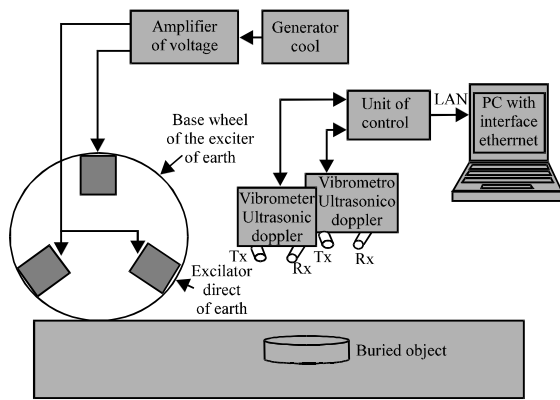 Amplifier
of voltage
Generator
cool
Base wheel
of the exciter
of earth
Unit of
control
LAN
PC with
interface
etherrnet
Vibrometer
Ultrasonic
doppler
Vibrometro
Ultrasonico
doppler
Tx
Rx
Tx
Rx
Excilator
direct
of earth
Buried object